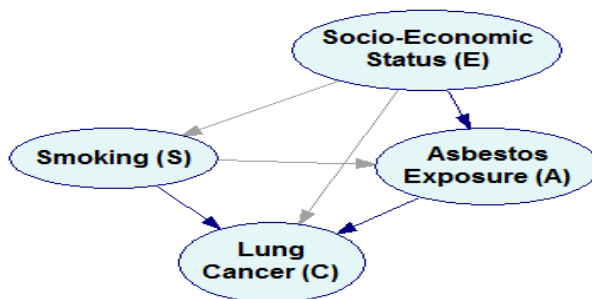 Socio-Economic
Status (E)
Smoking (S)
Asbestos
Exposure (A)
Lung
Cancer (C)